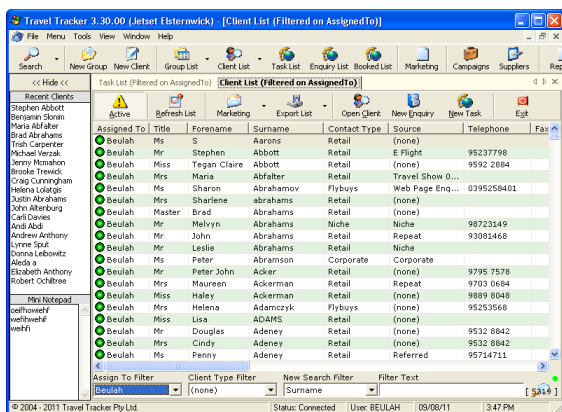 Travel Tracker 3.30.00 (Jetset Elsternwick) - [Client List (Filtered on AssignedTo)]
File Menu Tools View Window Help
Search New Group New Client Group List Client List Task List Enquiry List Booked List Marketing Campaigns Suppliers Rep
<< Hide << Task List (Filtered on AssignedTo) Client List (Filtered on AssignedTo)
Recent Clients
Stephen Abbott
Benjamin Slonim
Maria Abfalter
Brad Abrahams
Trish Carpenter
Michael Verzak
Jenny Mcmahon
Brooke Trewick
Craig Cunningham
Helena Lolatgis
Justin Abrahams
John Altenburg
Carli Davies
Andi Abdi
Andrew Anthony
Lynne Sput
Donna Leibowitz
Aleda a
Elizabeth Anthony
Robert Ochiltree
Mini Notepad
oeifhowiehf
wefihwehif
weihfi
Active Refresh List Marketing Export List Open Client New Enquiry New Task Exit
Assigned To Title Forename Surname Contact Type Source Telephone Fax
Beulah Ms S Aarons Retail (none)
Beulah Mr Stephen Abbott Retail E Flight 95237798
Beulah Miss Tegan Claire Abbott Retail (none) 9592 2884
Beulah Mrs Maria Abfalter Retail Travel Show 0...
Beulah Ms Sharon Abrahamov Flybuys Web Page Enq... 0395258401
Beulah Mrs Sharlene abrahams Retail (none)
Beulah Master Brad Abrahams Retail (none)
Beulah Mr Melvyn Abrahams Niche Niche 98723149
Beulah Mr John Abrahams Retail Repeat 93081468
Beulah Mr Leslie Abrahams Retail Niche
Beulah Ms Peter Abramson Corporate Corporate
Beulah Mr Peter John Acker Retail (none) 9795 7578
Beulah Mrs Maureen Ackerman Retail Repeat 9703 0684
Beulah Miss Haley Ackerman Retail (none) 9889 8048
Beulah Mrs Helena Adamczyk Flybuys (none) 95253568
Beulah Miss Lisa ADAMS Retail (none)
Beulah Mr Douglas Adeney Retail (none) 9532 8842
Beulah Mrs Cindy Adeney Retail (none) 9532 8842
Beulah Ms Penny Adeney Retail Referred 95714711
Assign To Filter Client Type Filter New Search Filter Filter Text
Beulah (none) Surname
© 2004 - 2011 Travel Tracker Pty Ltd. Status: Connected User: BEULAH 09/08/11 3:47 PM